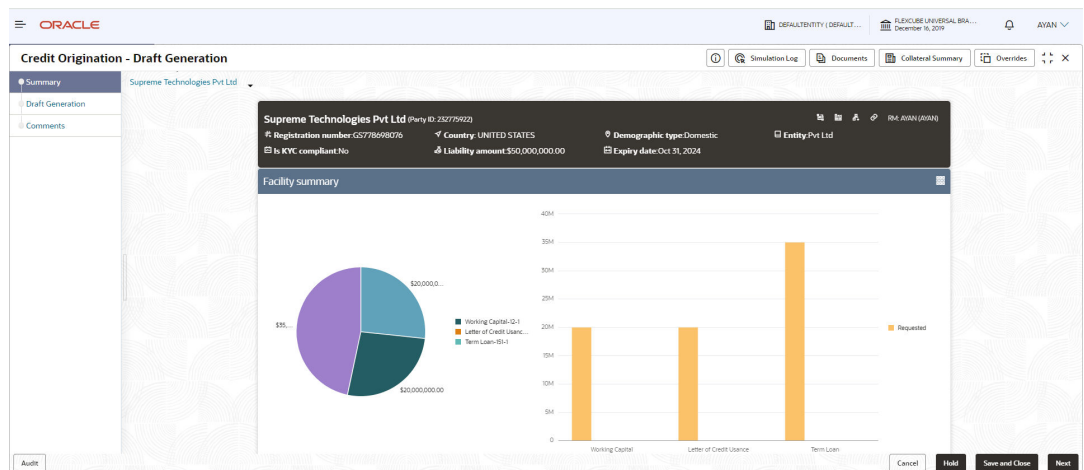 ORACLE
DEFAULTENTITY ( DEFAULT...
FLEXCUBE UNIVERSAL BRA...
December 16, 2019
AYAN
Credit Origination - Draft Generation
Simulation Log
Documents
Collateral Summary
Overrides
Summary
Draft Generation
Comments
Supreme Technologies Pvt Ltd
Supreme Technologies Pvt Ltd (Party ID: 232775922)
RM: AYAN (AYAN)
Registration number:GS778698076
Country: UNITED STATES
Demographic type:Domestic
Entity:Pvt Ltd
Is KYC compliant:No
Liability amount:$50,000,000.00
Expiry date:Oct 31, 2024
Facility summary
$20,000,0...
$35,...
$20,000,000.00
Working Capital-12-1
Letter of Credit Usanc...
Term Loan-151-1
40M
35M
30M
25M
20M
15M
10M
5M
0
Working Capital
Letter of Credit Usance
Term Loan
Requested
Audit
Cancel
Hold
Save and Close
Next